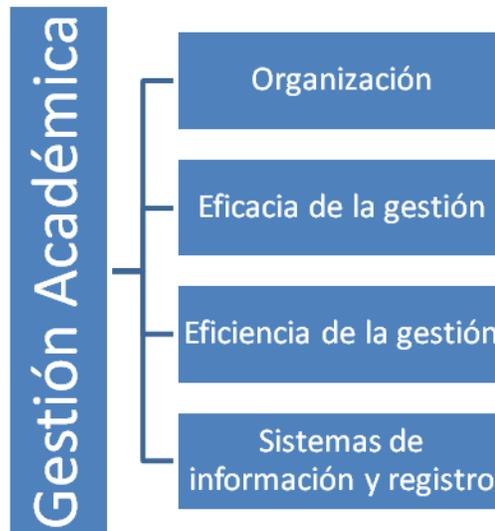 Gestión Académica
Organización
Eficacia de la gestión
Eficiencia de la gestión
Sistemas de
información y registro